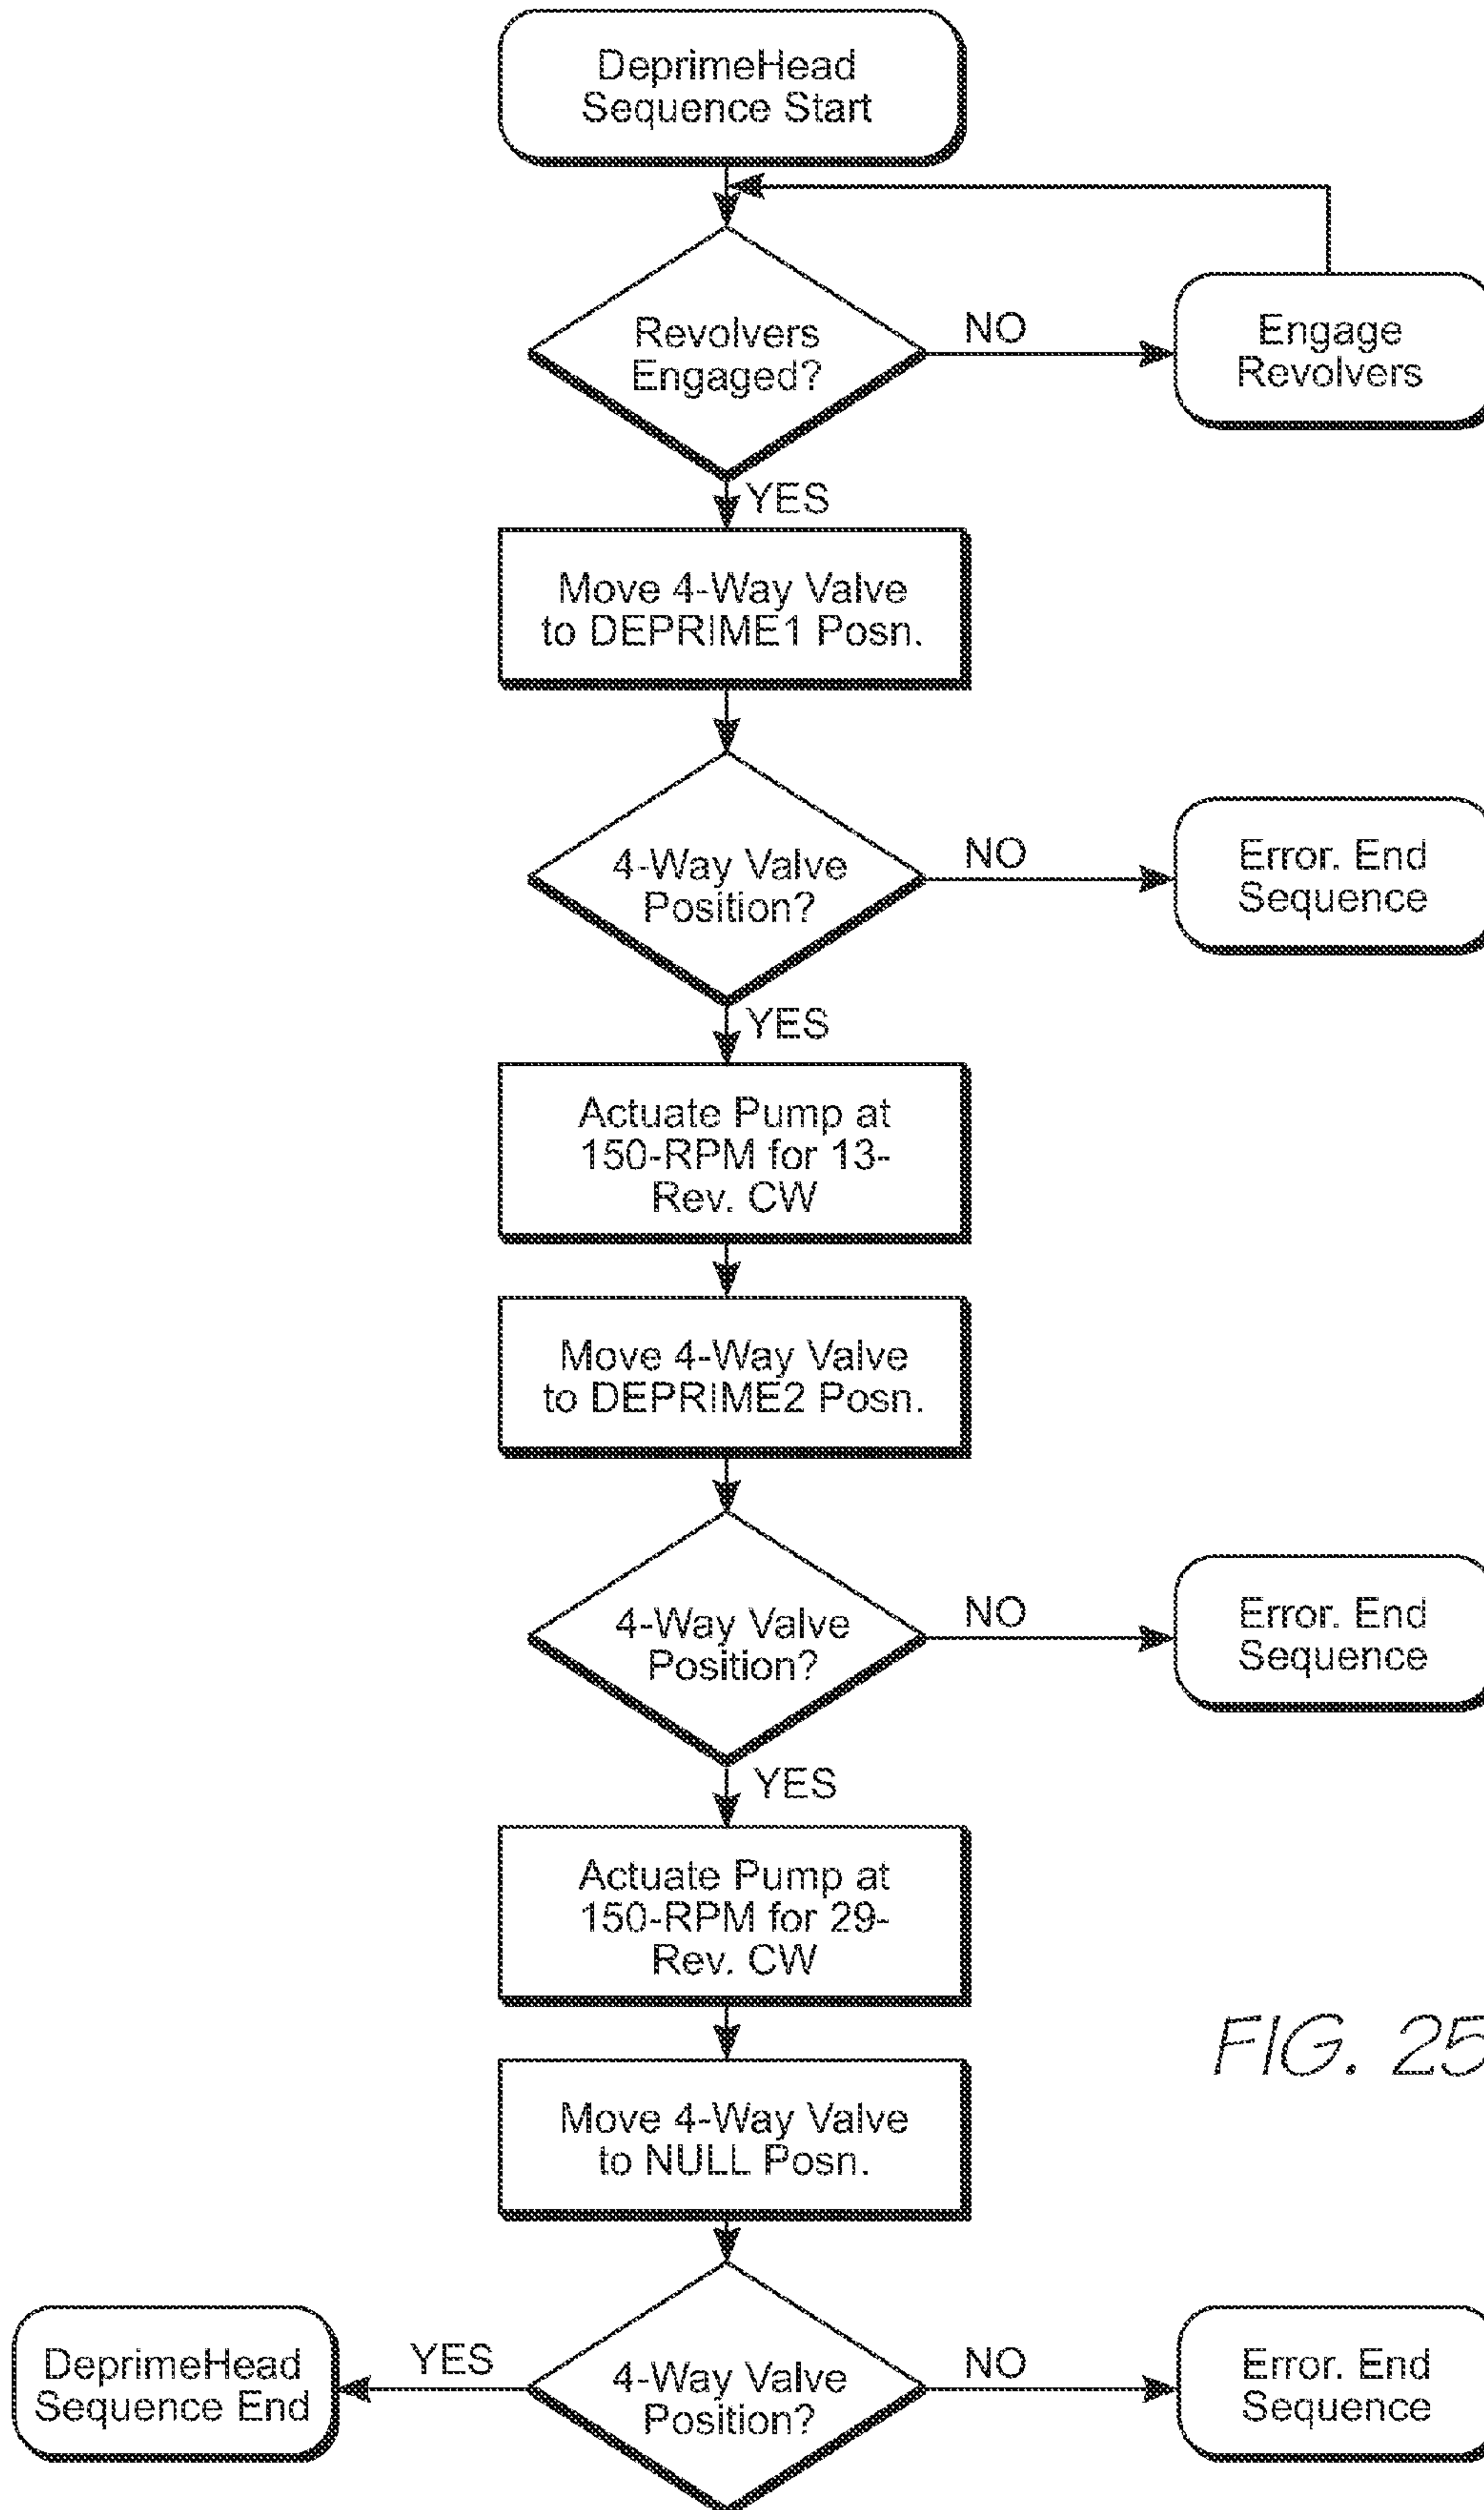 DeprimeHead
Sequence Start
Revolvers
Engaged?
NO
Engage
Revolvers
YES
Move 4-Way Valve
to DEPRIME1 Posn.
4-Way Valve
Position?
NO
Error. End
Sequence
YES
Actuate Pump at
150-RPM for 13-
Rev. CW
Move 4-Way Valve
to DEPRIME2 Posn.
4-Way Valve
Position?
NO
Error. End
Sequence
YES
Actuate Pump at
150-RPM for 29-
Rev. CW
FIG. 25
Move 4-Way Valve
to NULL Posn.
4-Way Valve
Position?
YES
DeprimeHead
Sequence End
NO
Error. End
Sequence